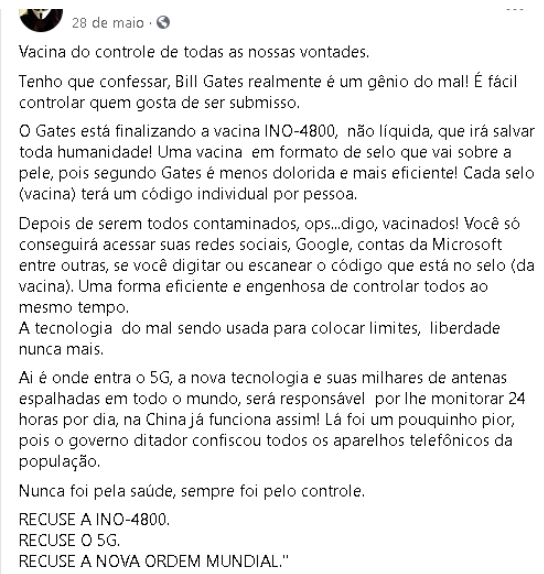 28 de maio ·
Vacina do controle de todas as nossas vontades.
Tenho que confessar, Bill Gates realmente é um gênio do mal! É fácil
controlar quem gosta de ser submisso.
O Gates está finalizando a vacina INO-4800, não líquida, que irá salvar
toda humanidade! Uma vacina em formato de selo que vai sobre a
pele, pois segundo Gates é menos dolorida e mais eficiente! Cada selo
(vacina) terá um código individual por pessoa.
Depois de serem todos contaminados, ops...digo, vacinados! Você só
conseguirá acessar suas redes sociais, Google, contas da Microsoft
entre outras, se você digitar ou escanear o código que está no selo (da
vacina). Uma forma eficiente e engenhosa de controlar todos ao
mesmo tempo.
A tecnologia do mal sendo usada para colocar limites, liberdade
nunca mais.
Ai é onde entra o 5G, a nova tecnologia e suas milhares de antenas
espalhadas em todo o mundo, será responsável por lhe monitorar 24
horas por dia, na China já funciona assim! Lá foi um pouquinho pior,
pois o governo ditador confiscou todos os aparelhos telefônicos da
população.
Nunca foi pela saúde, sempre foi pelo controle.
RECUSE A INO-4800.
RECUSE O 5G.
RECUSE A NOVA ORDEM MUNDIAL."